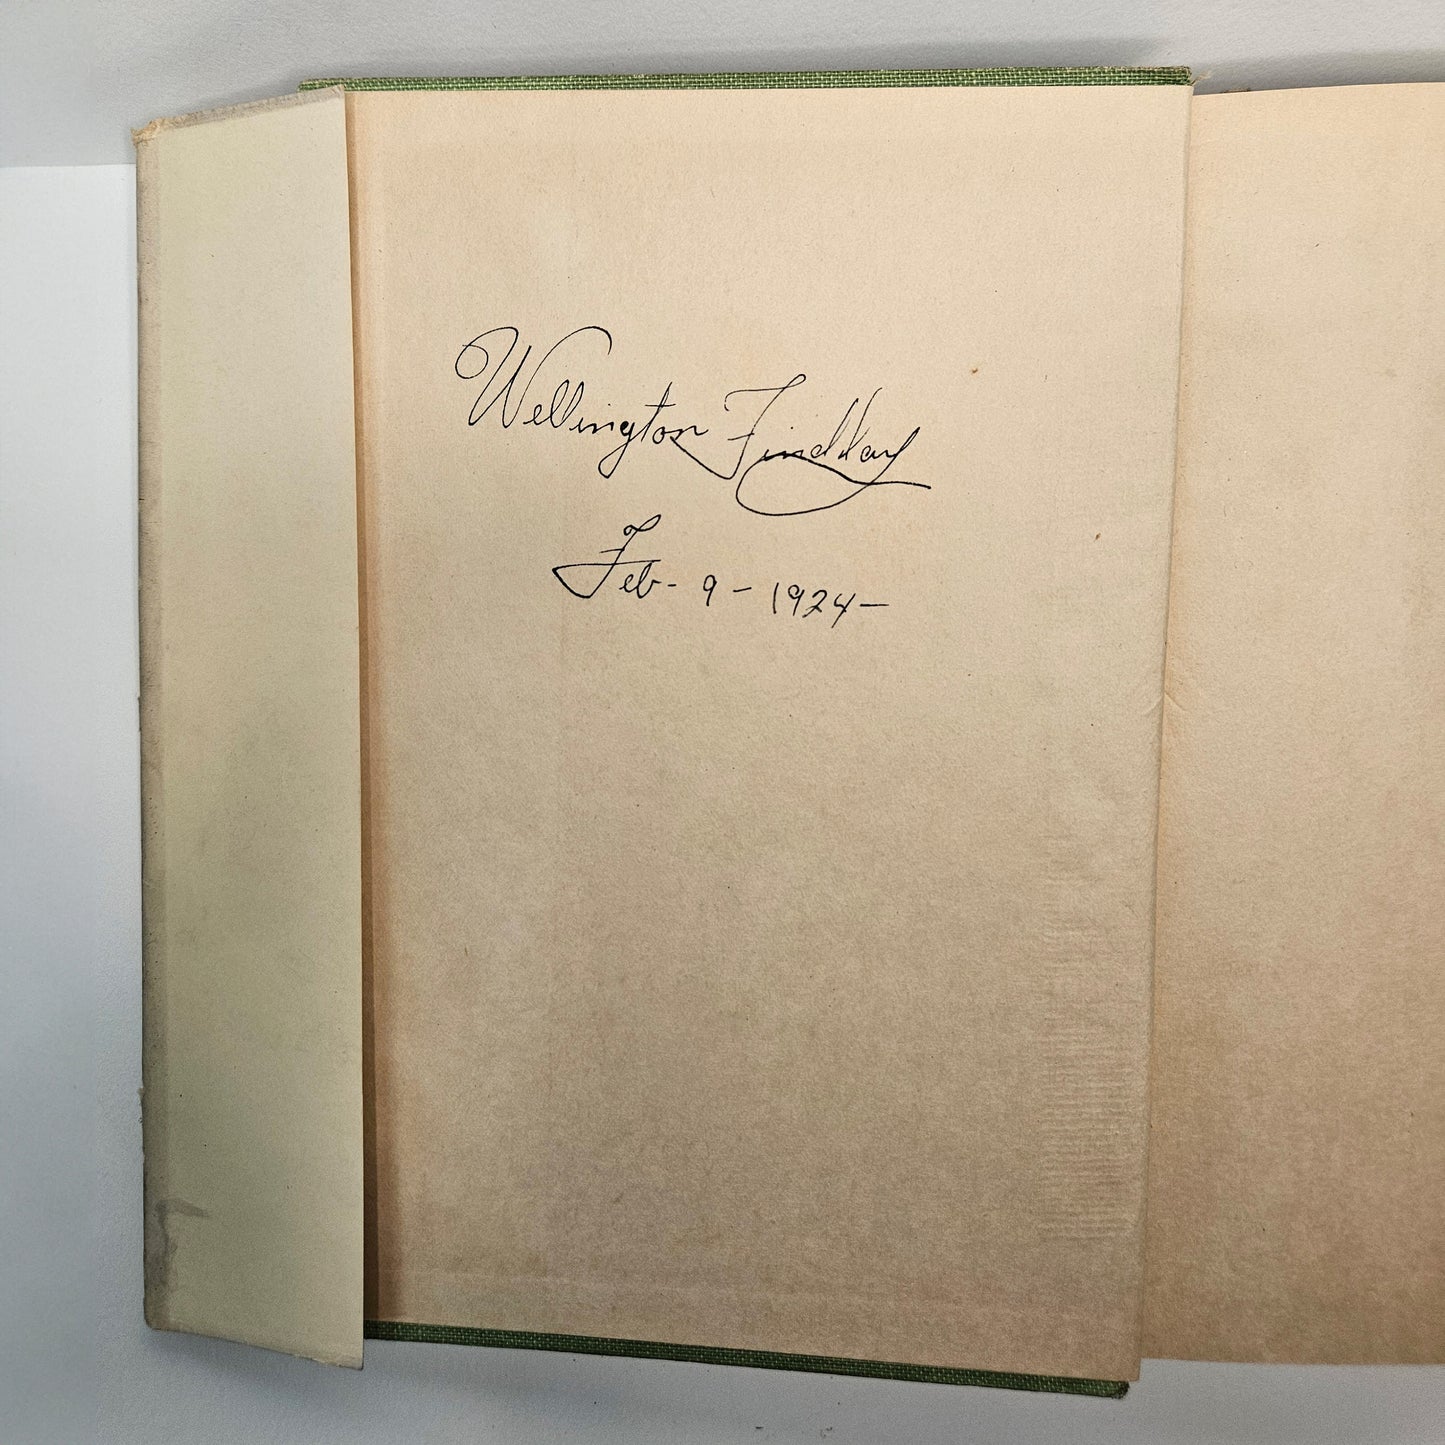 Wellington Findlay
Feb- 9 - 1924-